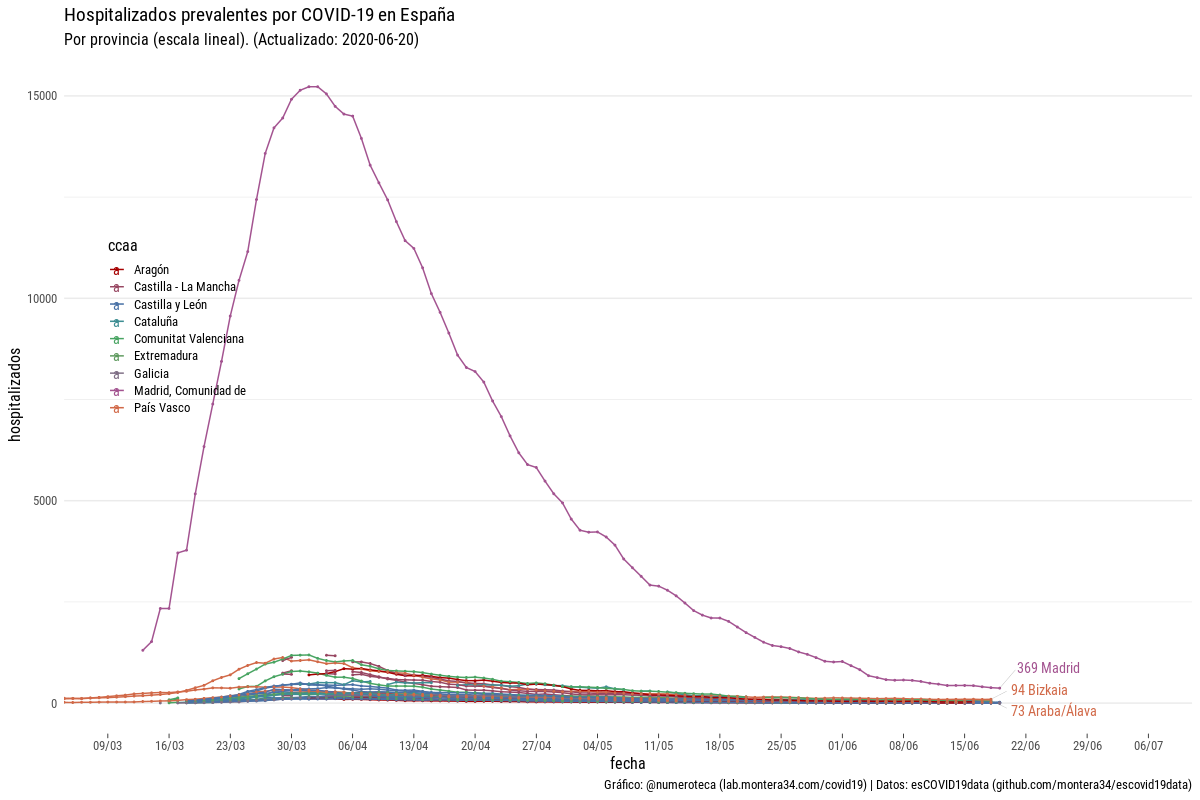 Hospitalizados prevalentes por COVID-19 en España
Por provincia (escala lineal). (Actualizado: 2020-06-20)
15000
10000
5000
0
hospitalizados
ccaa
a Aragón
a Castilla - La Mancha
a Castilla y León
a Cataluña
a Comunitat Valenciana
a Extremadura
a Galicia
a Madrid, Comunidad de
a País Vasco
369 Madrid
94 Bizkaia
73 Araba/Álava
09/03 16/03 23/03 30/03 06/04 13/04 20/04 27/04 04/05 11/05 18/05 25/05 01/06 08/06 15/06 22/06 29/06 06/07
fecha
Gráfico: @numeroteca (lab.montera34.com/covid19) | Datos: esCOVID19data (github.com/montera34/escovid19data)